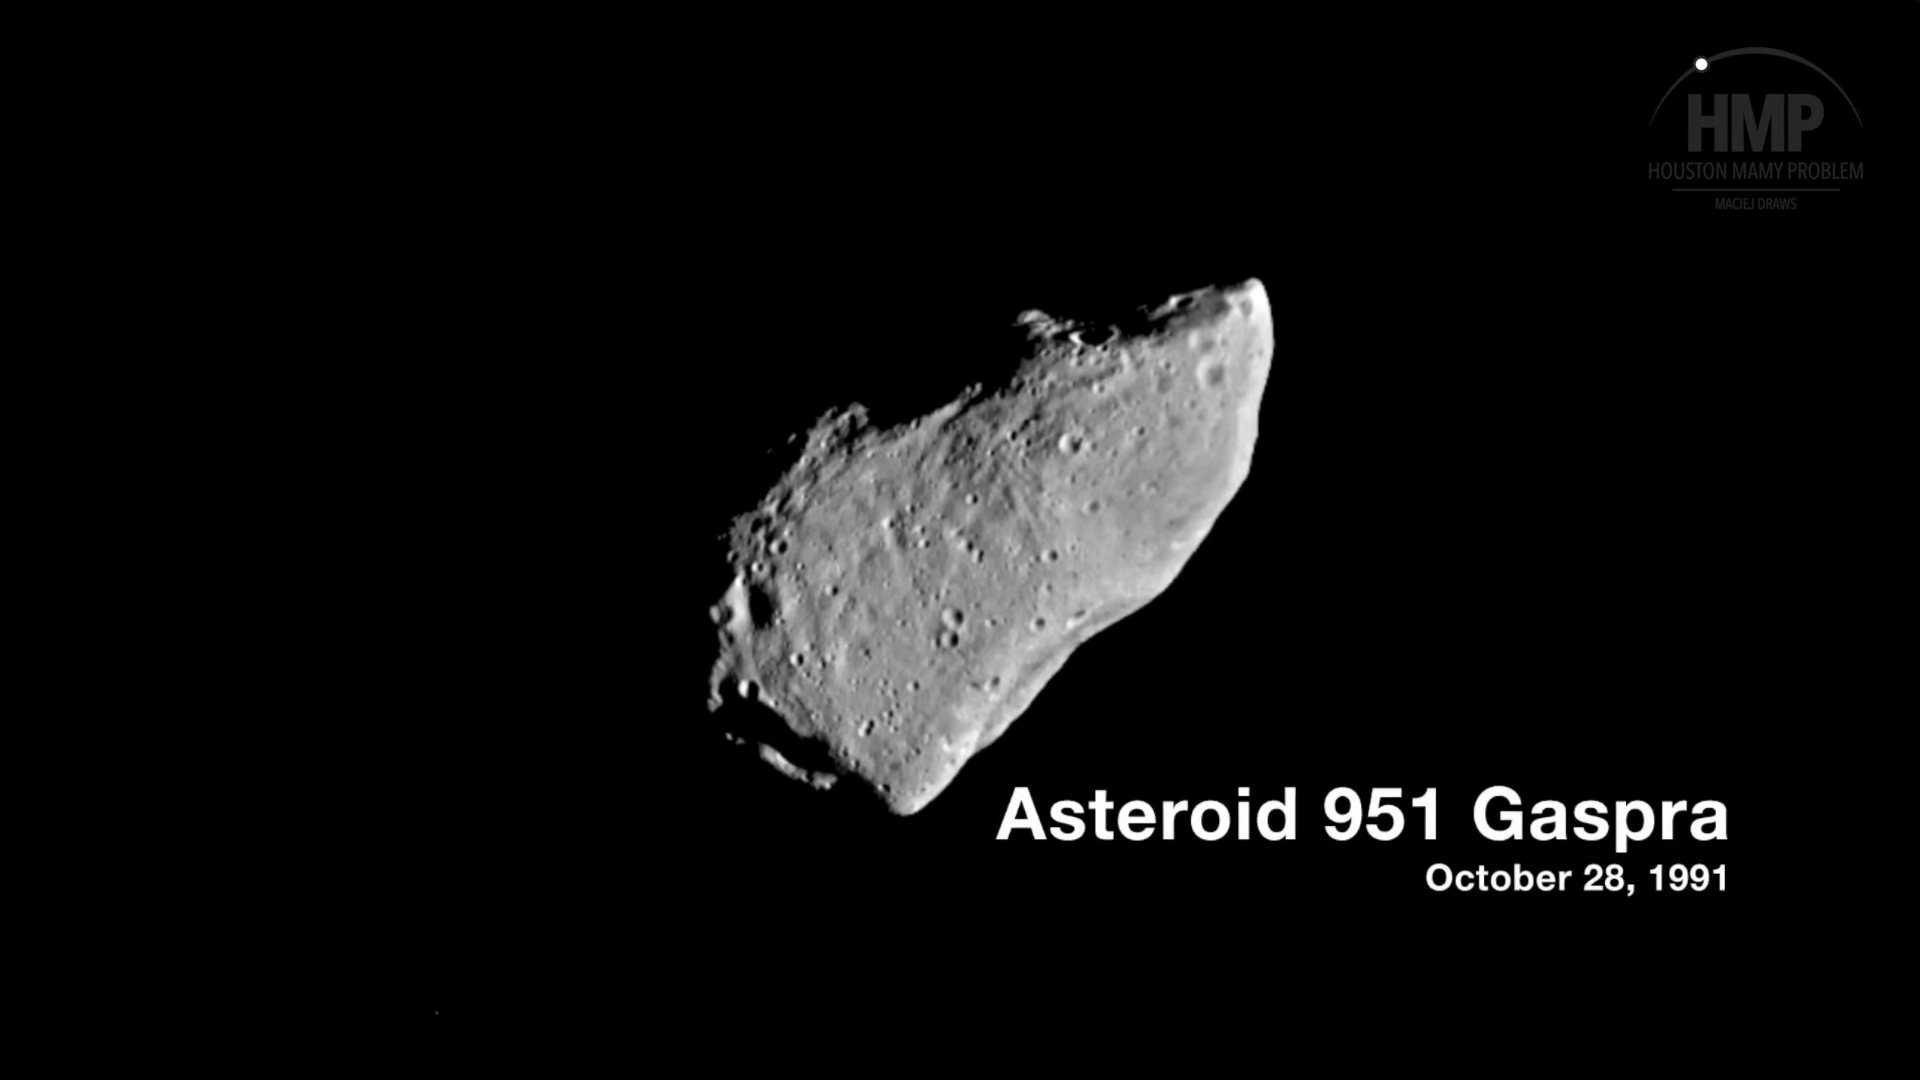 HMP
HOUSTON MAMY PROBLEM
MACIEJ DRAWS
Asteroid 951 Gaspra
October 28, 1991